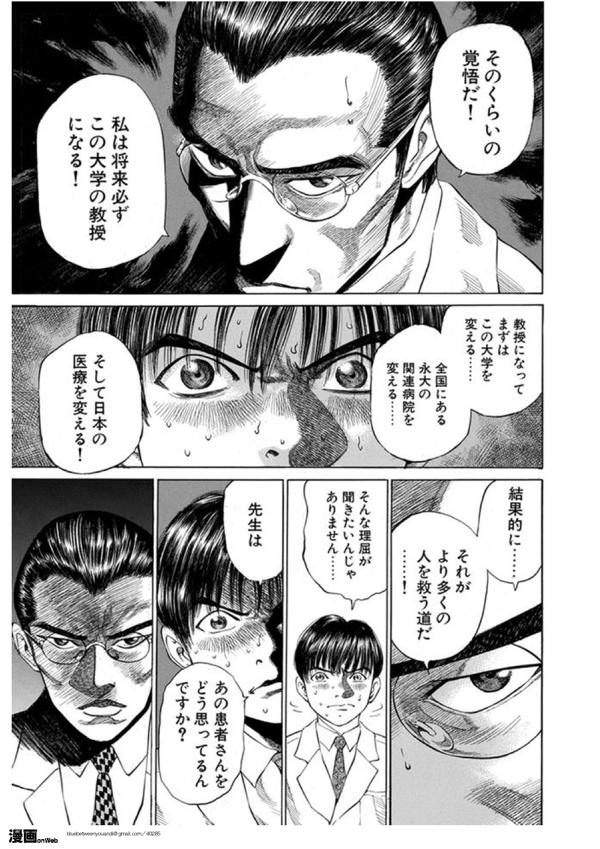 そのくらいの
覚悟だ！
私は将来必ず
この大学の教授
になる！
教授になって
まずは
この大学を
変える……
全国にある
永大の
関連病院を
変える……
そして日本の
医療を変える！
結果的に……
それが
より多くの
人を救う道だ
……！
そんな理屈が
聞きたいんじゃ
ありません……
先生は
あの患者さんを
どう思ってるん
ですか？
漫画 on Web
bluebetweenyouandi@gmail.com / 40285